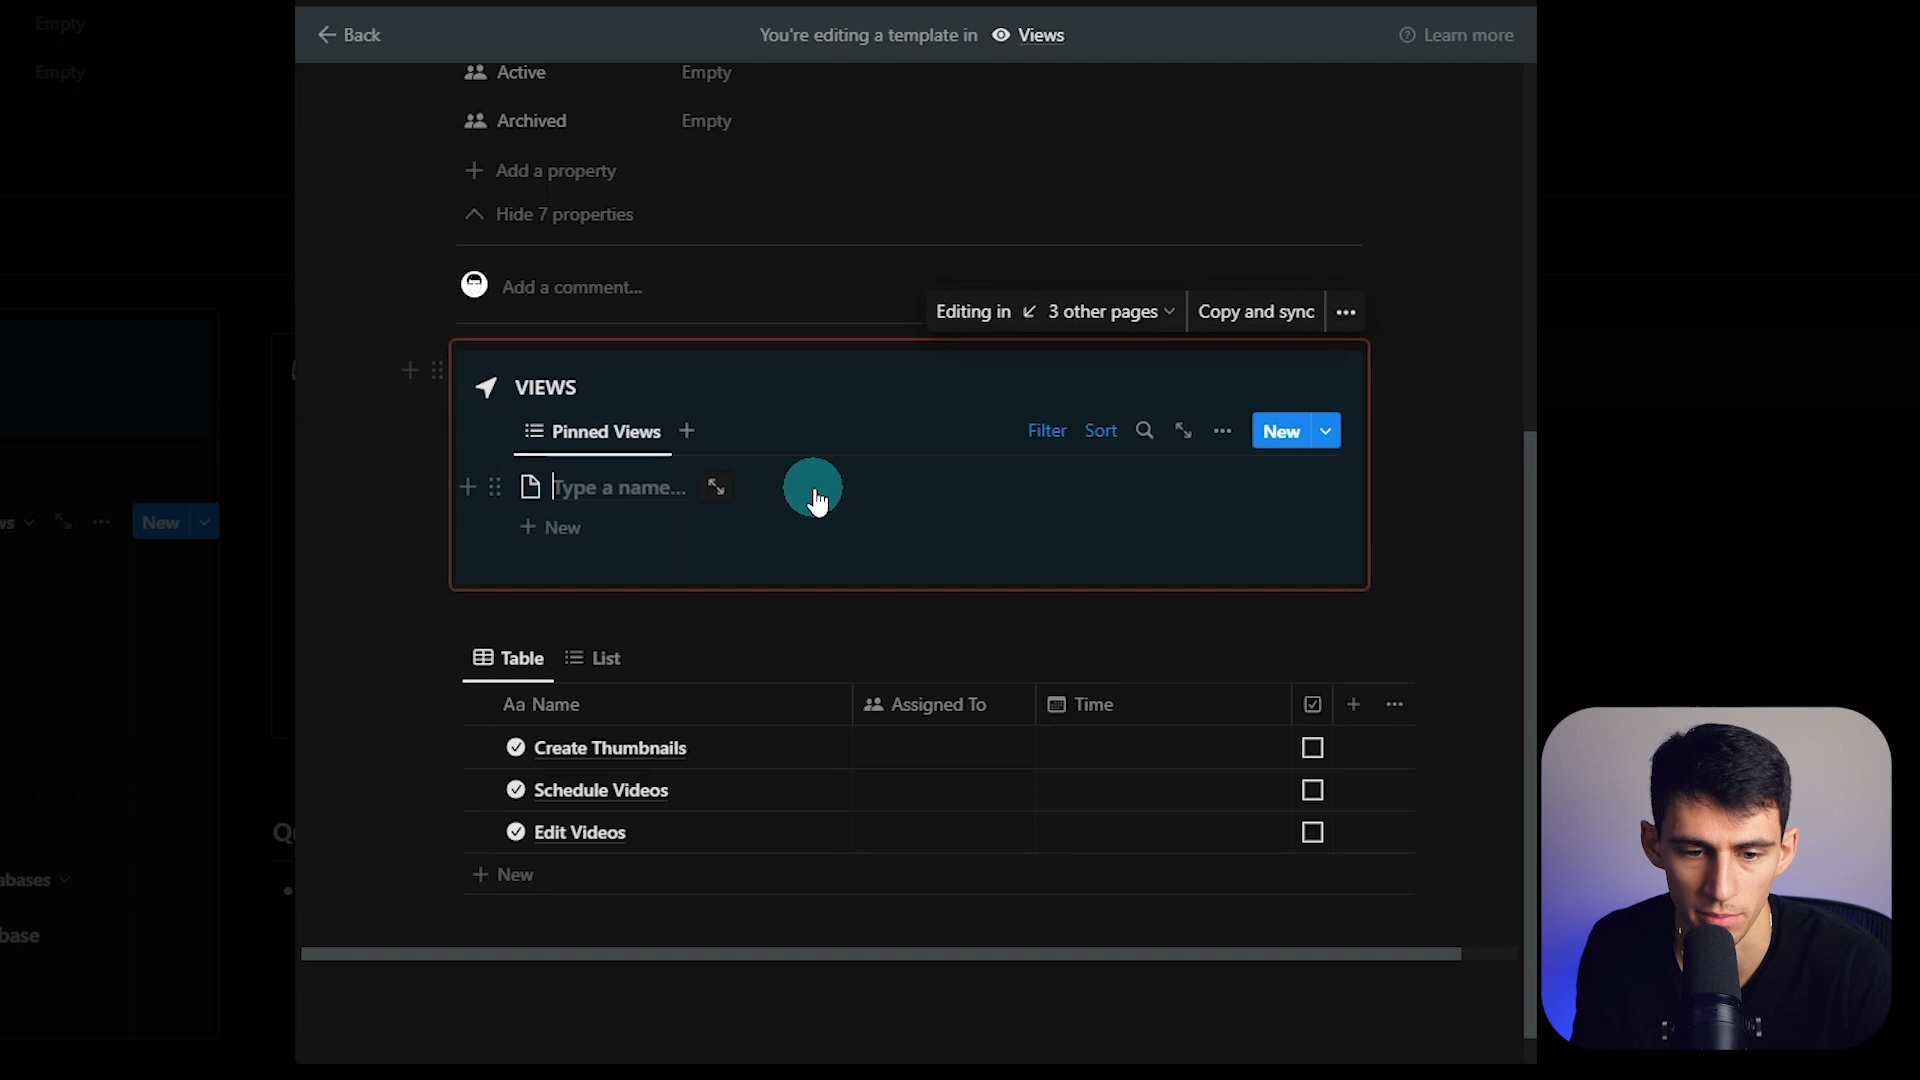 Empty
Empty
Back
You're editing a template in Views
Learn more
Active Empty
Archived Empty
Add a property
Hide 7 properties
Add a comment...
Editing in 3 other pages
Copy and sync
VIEWS
Pinned Views
Filter Sort New
Type a name...
New
Table List
Aa Name Assigned To Time
Create Thumbnails
Schedule Videos
Edit Videos
New
New